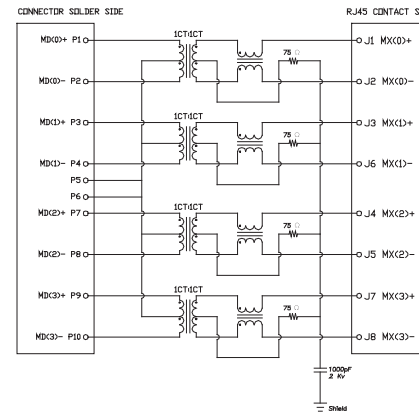 CONNECTOR SOLDER SIDE
RJ45 CONTACT S
MD(0)+ P1
1CT:1CT
75 Ω
J1 MX(0)+
MD(0)- P2
J2 MX(0)-
MD(1)+ P3
1CT:1CT
75 Ω
J3 MX(1)+
MD(1)- P4
J6 MX(1)-
P5
P6
MD(2)+ P7
1CT:1CT
75 Ω
J4 MX(2)+
MD(2)- P8
J5 MX(2)-
MD(3)+ P9
1CT:1CT
75 Ω
J7 MX(3)+
MD(3)- P10
J8 MX(3)-
1000pF
2 Kv
Shield